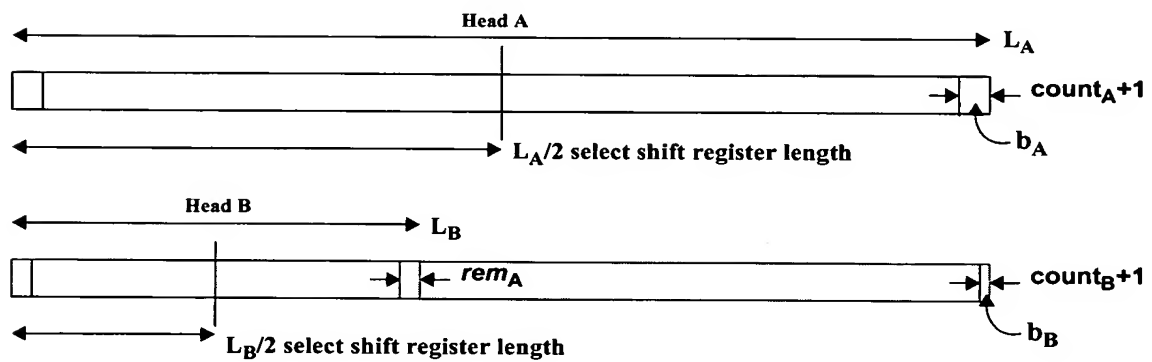 Head A
L_A
count_A+1
L_A/2 select shift register length
b_A
Head B
L_B
rem_A
count_B+1
L_B/2 select shift register length
b_B